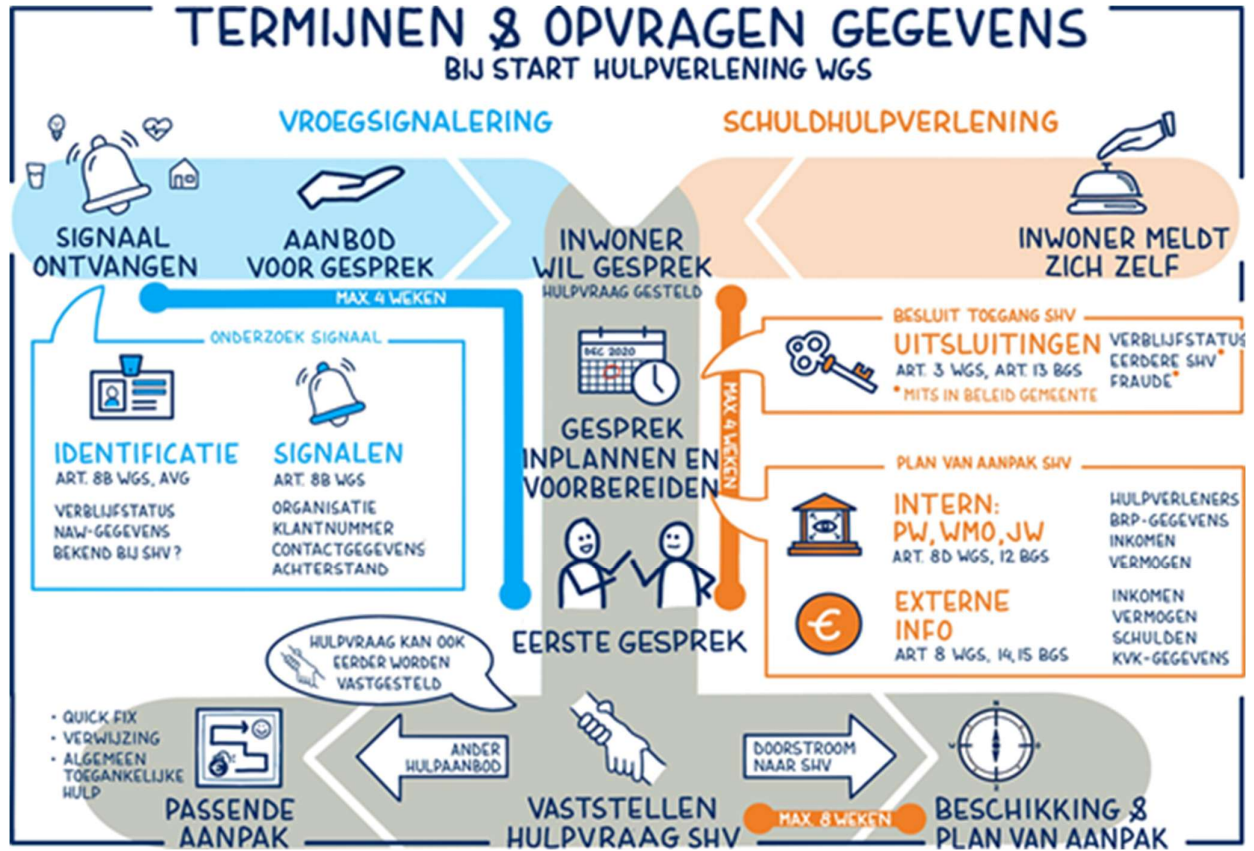 TERMIJNEN & OPVRAGEN GEGEVENS
BIJ START HULPVERLENING WGS
VROEGSIGNALERING
SCHULDHULPVERLENING
SIGNAAL
ONTVANGEN
AANBOD
VOOR GESPREK
INWONER
WIL GESPREK
HULPVRAAG GESTELD
INWONER MELDT
ZICH ZELF
MAX. 4 WEKEN
ONDERZOEK SIGNAAL
IDENTIFICATIE
ART. 8B WGS, AVG
VERBLIJFSTATUS
NAW-GEGEVENS
BEKEND BIJ SHV?
SIGNALEN
ART. 8B WGS
ORGANISATIE
KLANTNUMMER
CONTACTGEGEVENS
ACHTERSTAND
DEC 2020
GESPREK
INPLANNEN EN
VOORBEREIDEN
EERSTE GESPREK
MAX. 4 WEKEN
BESLUIT TOEGANG SHV
UITSLUITINGEN
ART. 3 WGS, ART. 13 BGS
*MITS IN BELEID GEMEENTE
VERBLIJFSTATUS
EERDERE SHV*
FRAUDE*
PLAN VAN AANPAK SHV
INTERN:
PW, WMO, JW
ART. 8D WGS, 12 BGS
HULPVERLENERS
BRP-GEGEVENS
INKOMEN
VERMOGEN
EXTERNE
INFO
ART 8 WGS, 14, 15 BGS
INKOMEN
VERMOGEN
SCHULDEN
KVK-GEGEVENS
HULPVRAAG KAN OOK
EERDER WORDEN
VASTGESTELD
• QUICK FIX
• VERWIJZING
• ALGEMEEN
TOEGANKELIJKE
HULP
PASSENDE
AANPAK
ANDER
HULPAANBOD
VASTSTELLEN
HULPVRAAG SHV
DOORSTROOM
NAAR SHV
MAX. 8 WEKEN
N
BESCHIKKING &
PLAN VAN AANPAK